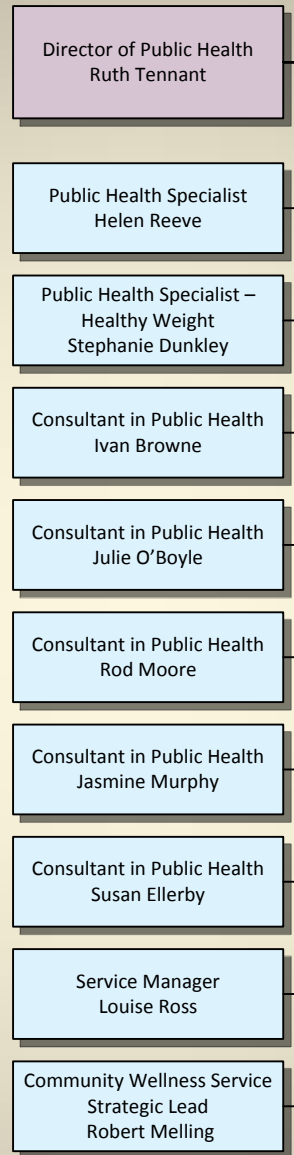 Director of Public Health
Ruth Tennant
Public Health Specialist
Helen Reeve
Public Health Specialist –
Healthy Weight
Stephanie Dunkley
Consultant in Public Health
Ivan Browne
Consultant in Public Health
Julie O’Boyle
Consultant in Public Health
Rod Moore
Consultant in Public Health
Jasmine Murphy
Consultant in Public Health
Susan Ellerby
Service Manager
Louise Ross
Community Wellness Service
Strategic Lead
Robert Melling